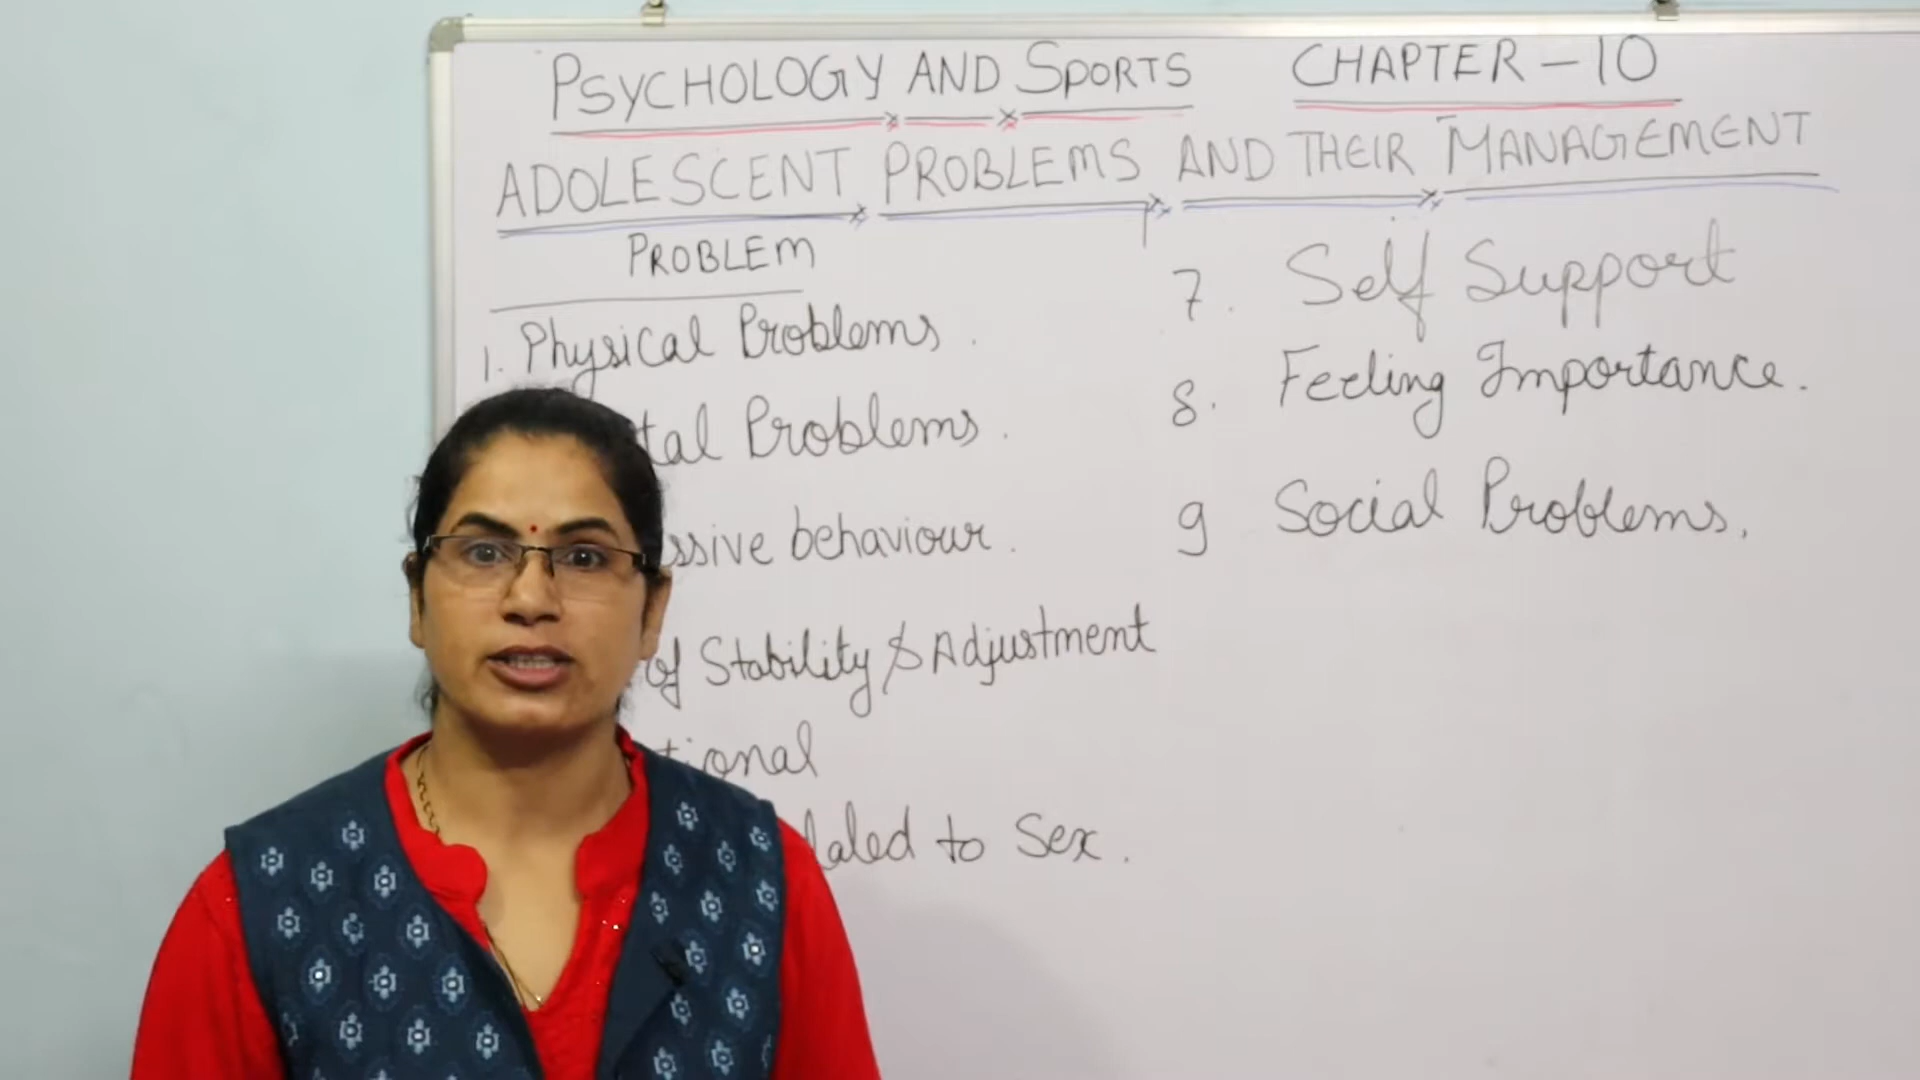 PSYCHOLOGY AND SPORTS CHAPTER - 10
ADOLESCENT PROBLEMS AND THEIR MANAGEMENT
PROBLEM
1. Physical Problems.
tal Problems.
ssive behaviour.
of Stability & Adjustment
tional
lated to Sex.
7. Self Support
8. Feeling Importance.
9 Social Problems.